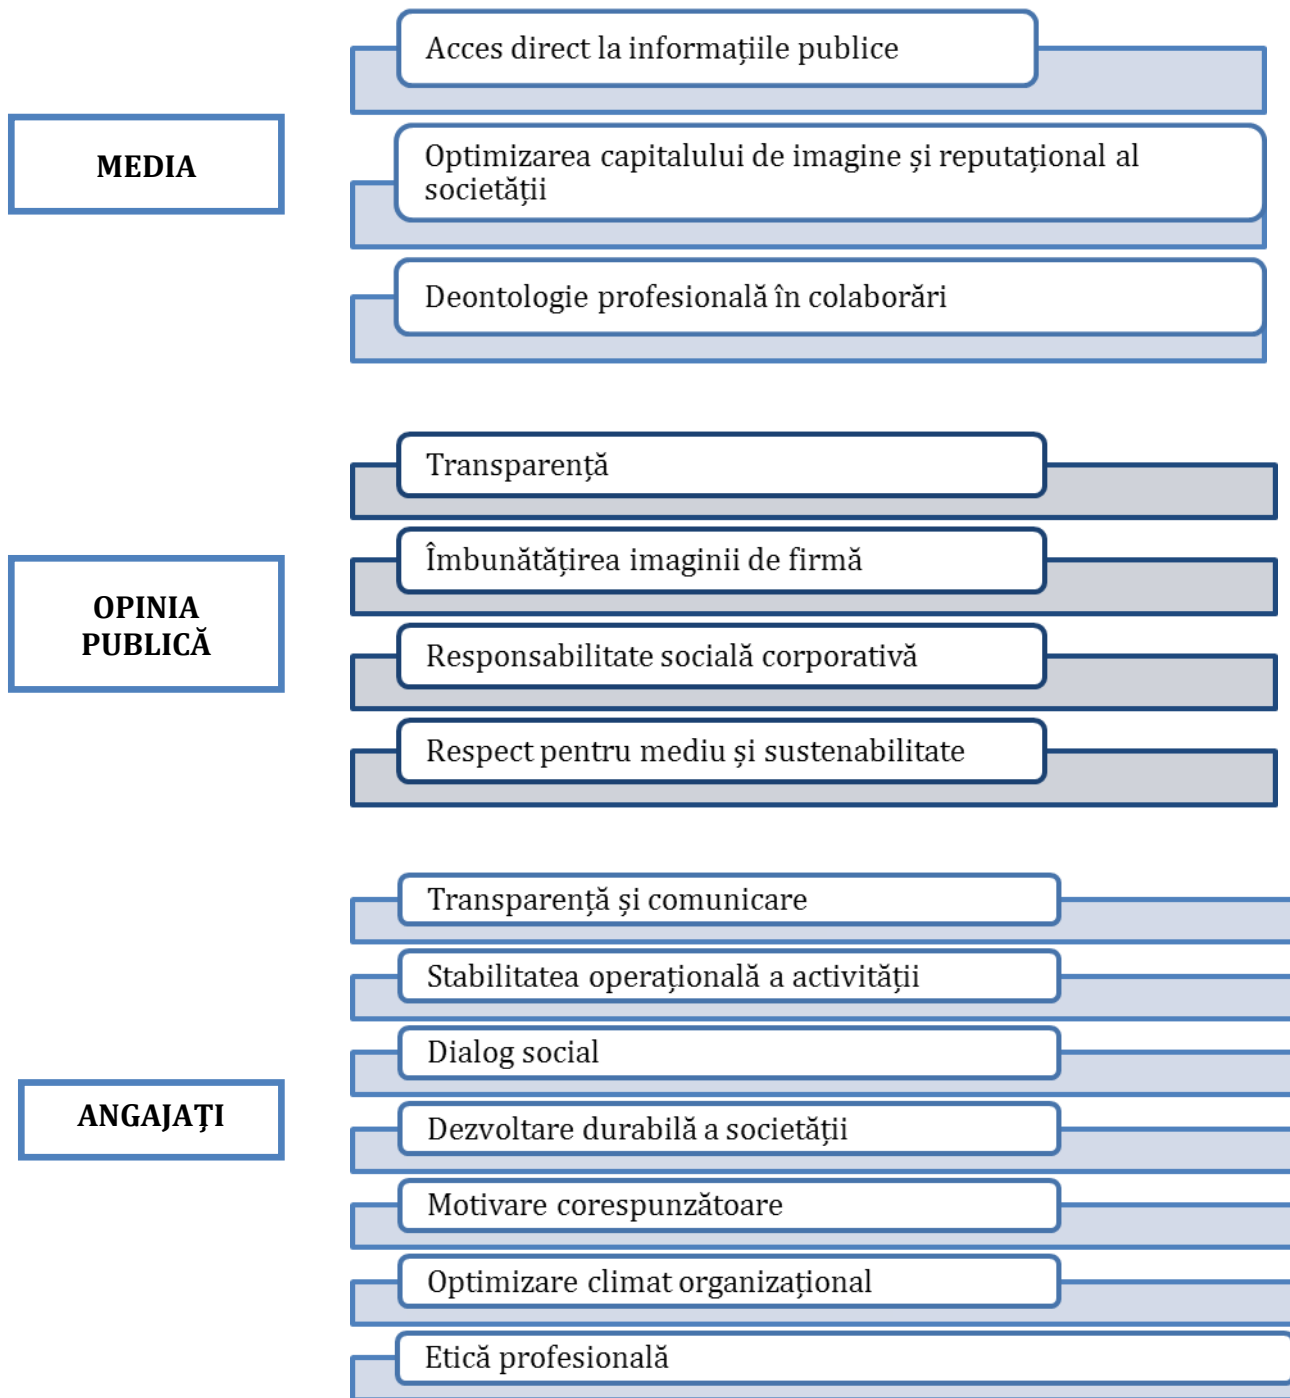 MEDIA
Acces direct la informațiile publice
Optimizarea capitalului de imagine și reputațional al
societății
Deontologie profesională în colaborări
OPINIA
PUBLICĂ
Transparență
Îmbunătățirea imaginii de firmă
Responsabilitate socială corporativă
Respect pentru mediu și sustenabilitate
ANGAJAȚI
Transparență și comunicare
Stabilitatea operațională a activității
Dialog social
Dezvoltare durabilă a societății
Motivare corespunzătoare
Optimizare climat organizațional
Etică profesională